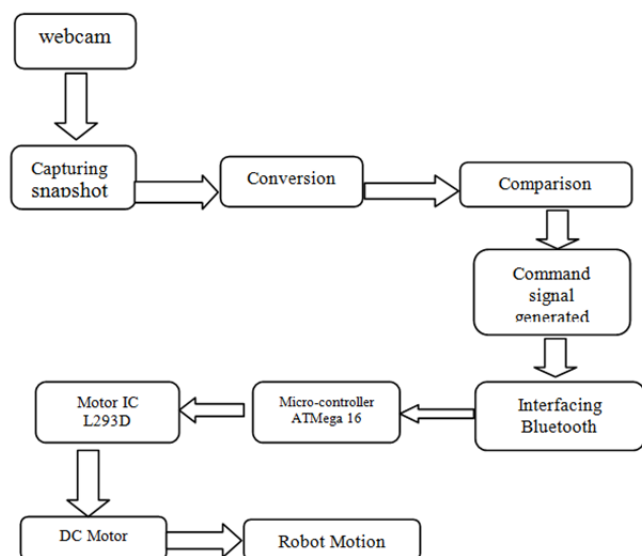 webcam
Capturing
snapshot
Conversion
Comparison
Command
signal
generated
Interfacing
Bluetooth
Micro-controller
ATMega 16
Motor IC
L293D
DC Motor
Robot Motion